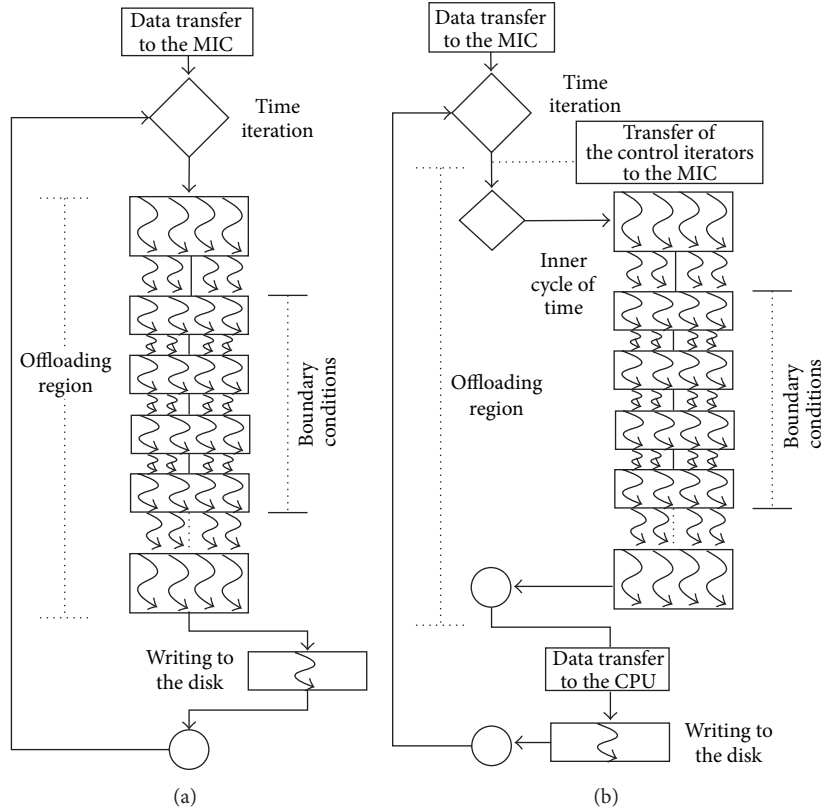 Data transfer
to the MIC
Time
iteration
Offloading
region
Boundary
conditions
Writing to
the disk
(a)
Data transfer
to the MIC
Time
iteration
Transfer of
the control iterators
to the MIC
Inner
cycle of
time
Offloading
region
Boundary
conditions
Data transfer
to the CPU
Writing to
the disk
(b)